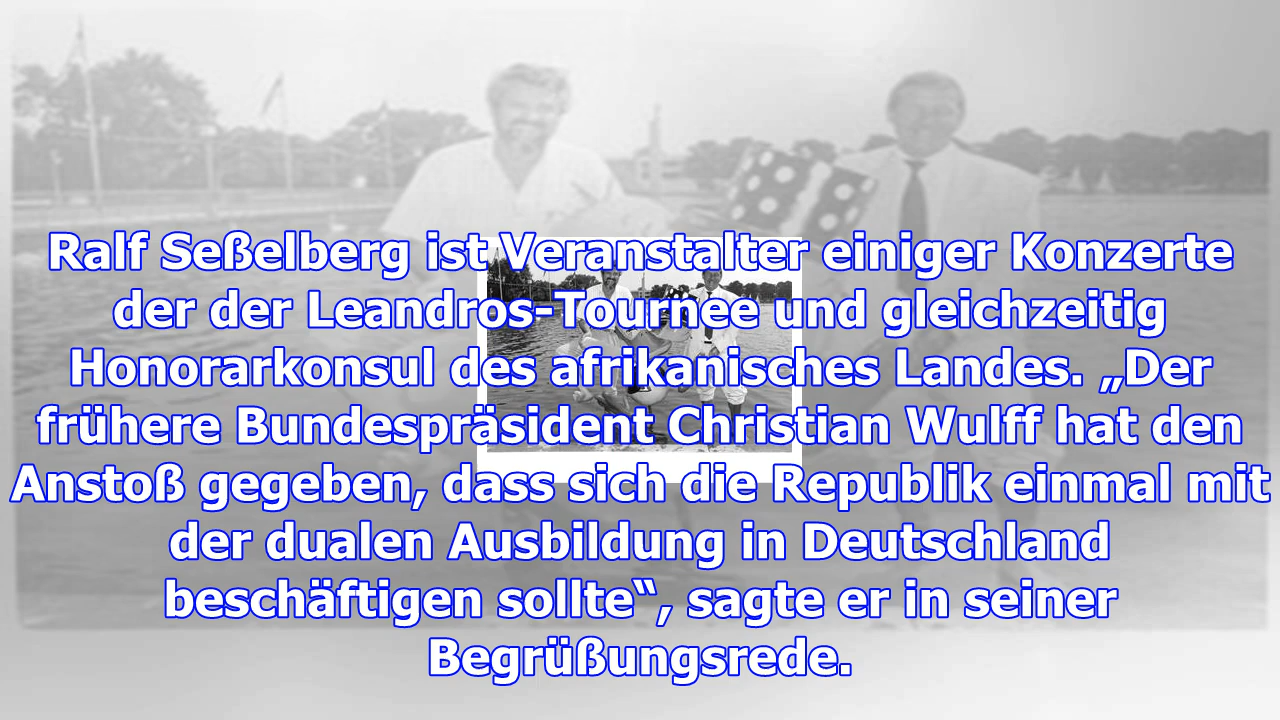 Ralf Seßelberg ist Veranstalter einiger Konzerte
der der Leandros-Tournee und gleichzeitig
Honorarkonsul des afrikanisches Landes. „Der
frühere Bundespräsident Christian Wulff hat den
Anstoß gegeben, dass sich die Republik einmal mit
der dualen Ausbildung in Deutschland
beschäftigen sollte“, sagte er in seiner
Begrüßungsrede.